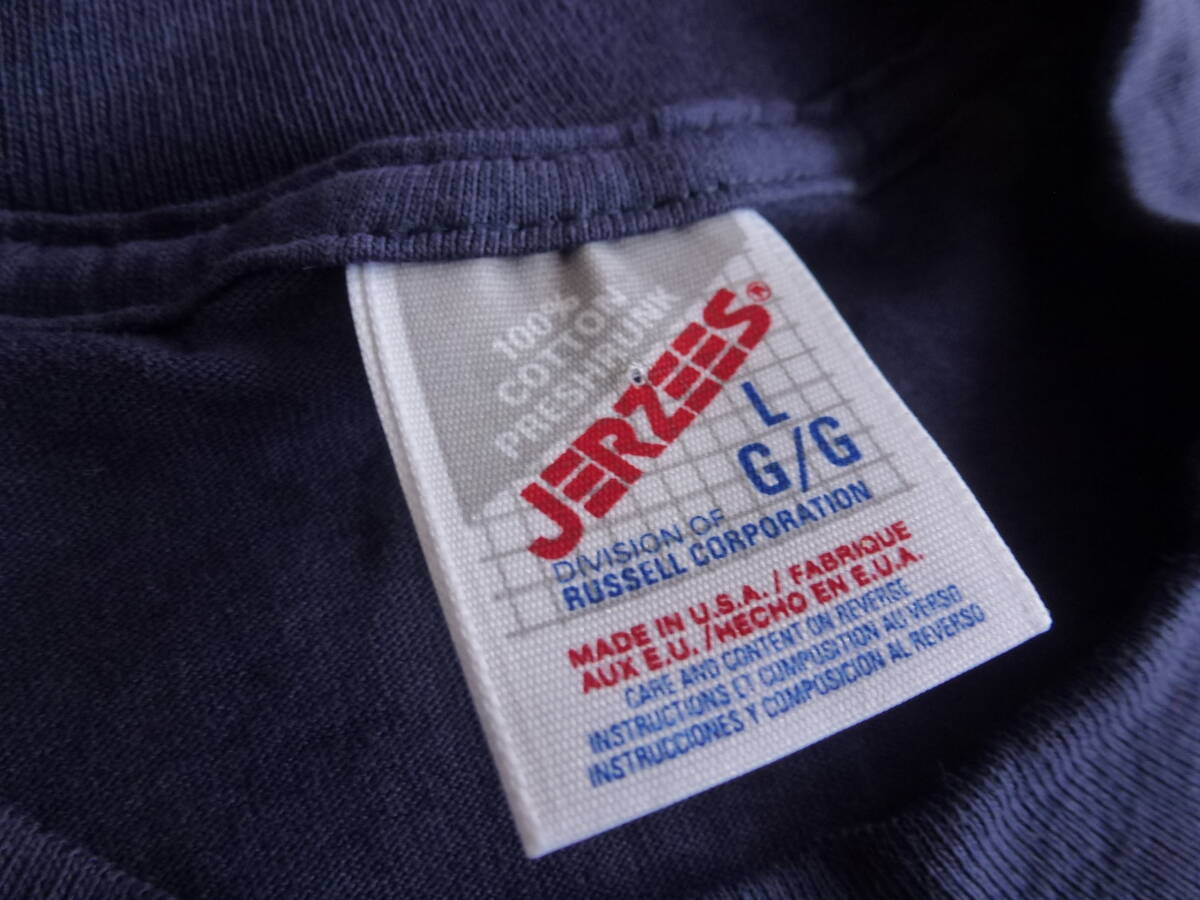 100%
COTTON
PRESHRUNK
JERZEES®
L
G/G
DIVISION OF
RUSSELL CORPORATION
MADE IN U.S.A. / FABRIQUE
AUX E.U. / HECHO EN E.U.A.
CARE AND CONTENT ON REVERSE
INSTRUCTIONS ET COMPOSITION AU VERSO
INSTRUCCIONES Y COMPOSICION AL REVERSO